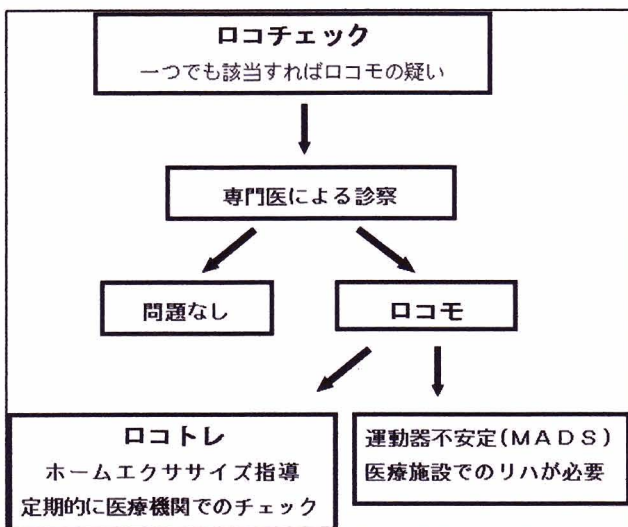 ロコチェック
一つでも該当すればロコモの疑い
専門医による診察
問題なし
ロコモ
ロコトレ
ホームエクササイズ指導
定期的に医療機関でのチェック
運動器不安定(ＭＡＤＳ)
医療施設でのリハが必要